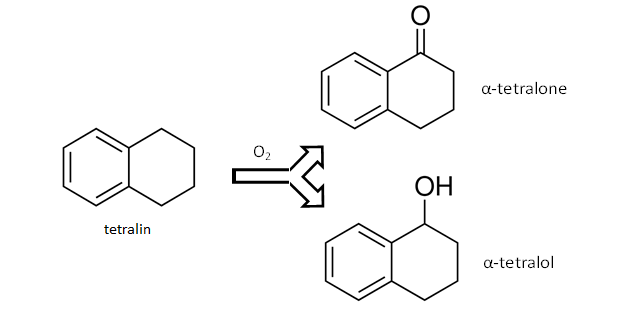 O
α-tetralone
O₂
tetralin
OH
α-tetralol